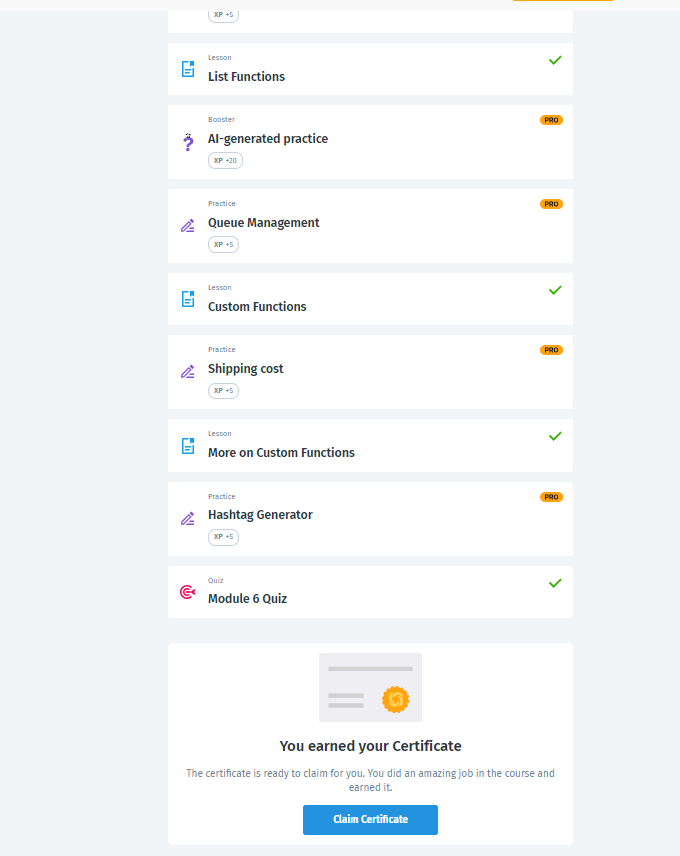 XP +5
Lesson
List Functions
Booster
PRO
AI-generated practice
XP +20
Practice
PRO
Queue Management
XP +5
Lesson
Custom Functions
Practice
PRO
Shipping cost
XP +5
Lesson
More on Custom Functions
Practice
PRO
Hashtag Generator
XP +5
Quiz
Module 6 Quiz
You earned your Certificate
The certificate is ready to claim for you. You did an amazing job in the course and
earned it.
Claim Certificate